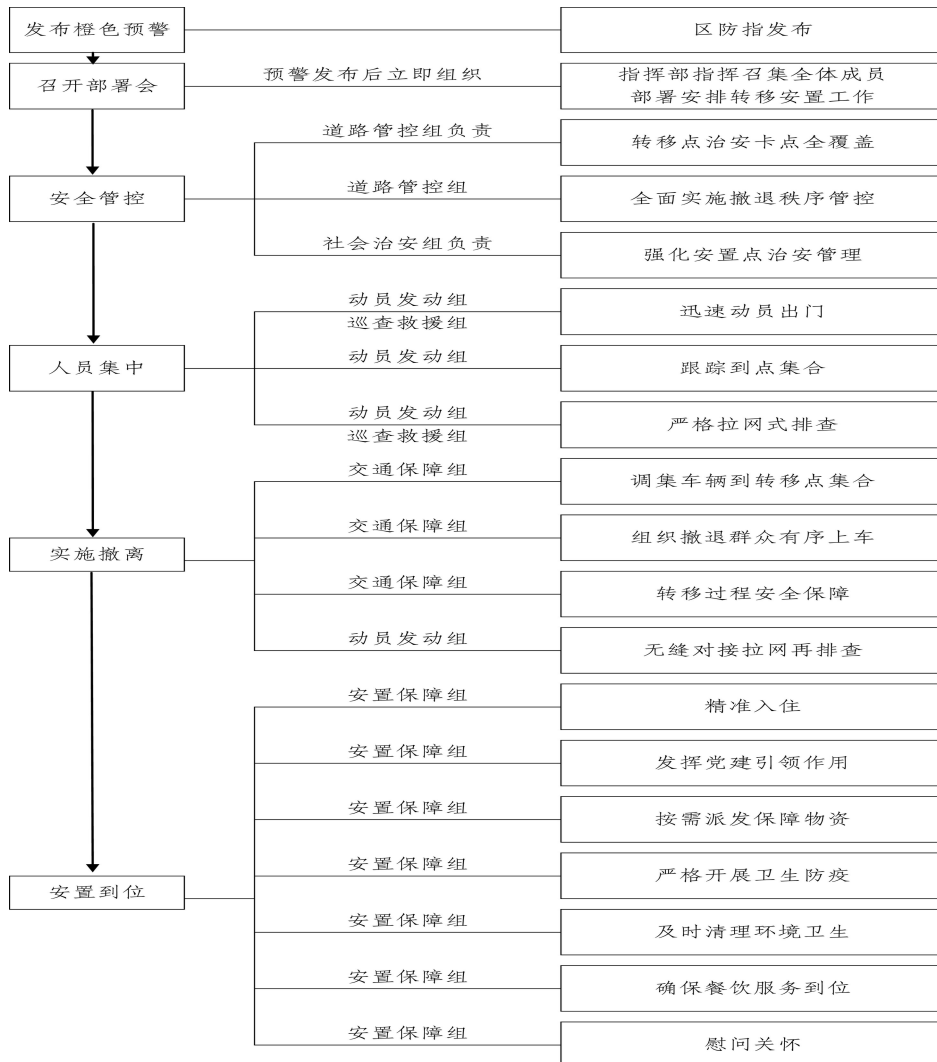 发布橙色预警
区防指发布
召开部署会
预警发布后立即组织
指挥部指挥召集全体成员
部署安排转移安置工作
道路管控组负责
转移点治安卡点全覆盖
安全管控
道路管控组
全面实施撤退秩序管控
社会治安组负责
强化安置点治安管理
动员发动组
巡查救援组
迅速动员出门
人员集中
动员发动组
跟踪到点集合
动员发动组
巡查救援组
严格拉网式排查
交通保障组
调集车辆到转移点集合
实施撤离
交通保障组
组织撤退群众有序上车
交通保障组
转移过程安全保障
动员发动组
无缝对接拉网再排查
安置保障组
精准入住
安置保障组
发挥党建引领作用
安置保障组
按需派发保障物资
安置到位
安置保障组
严格开展卫生防疫
安置保障组
及时清理环境卫生
安置保障组
确保餐饮服务到位
安置保障组
慰问关怀